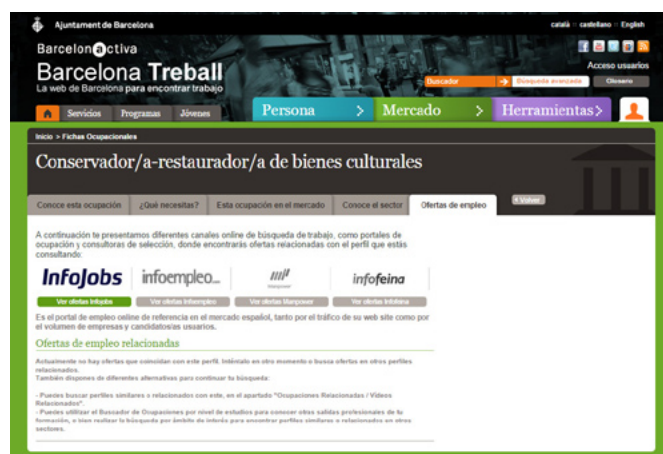 Ajuntament de Barcelona
català :: castellano :: English
Barcelonactiva
Barcelona Treball
La web de Barcelona para encontrar trabajo
Acceso usuarios
Buscador
Búsqueda avanzada
Glosario
Servicios Programas Jóvenes
Persona > Mercado > Herramientas >
Inicio > Fichas Ocupacionales
Conservador/a-restaurador/a de bienes culturales
Conoce esta ocupación
¿Qué necesitas?
Esta ocupación en el mercado
Conoce el sector
Ofertas de empleo
Volver
A continuación te presentamos diferentes canales online de búsqueda de trabajo, como portales de
ocupación y consultoras de selección, donde encontrarás ofertas relacionadas con el perfil que estás
consultando:
InfoJobs
infoempleo
Manpower
infofeina
Ver ofertas Infojobs
Ver ofertas Infoempleo
Ver ofertas Manpower
Ver ofertas Infofeina
Es el portal de empleo online de referencia en el mercado español, tanto por el tráfico de su web site como por
el volumen de empresas y candidatos/as usuarios.
Ofertas de empleo relacionadas
Actualmente no hay ofertas que coincidan con este perfil. Inténtalo en otro momento o busca ofertas en otros perfiles
relacionados.
También dispones de diferentes alternativas para continuar tu búsqueda:
- Puedes buscar perfiles similares o relacionados con este, en el apartado "Ocupaciones Relacionadas / Vídeos
Relacionados".
- Puedes utilizar el Buscador de Ocupaciones por nivel de estudios para conocer otras salidas profesionales de tu
formación, o bien realizar la búsqueda por ámbito de interés para encontrar perfiles similares o relacionados en otros
sectores.